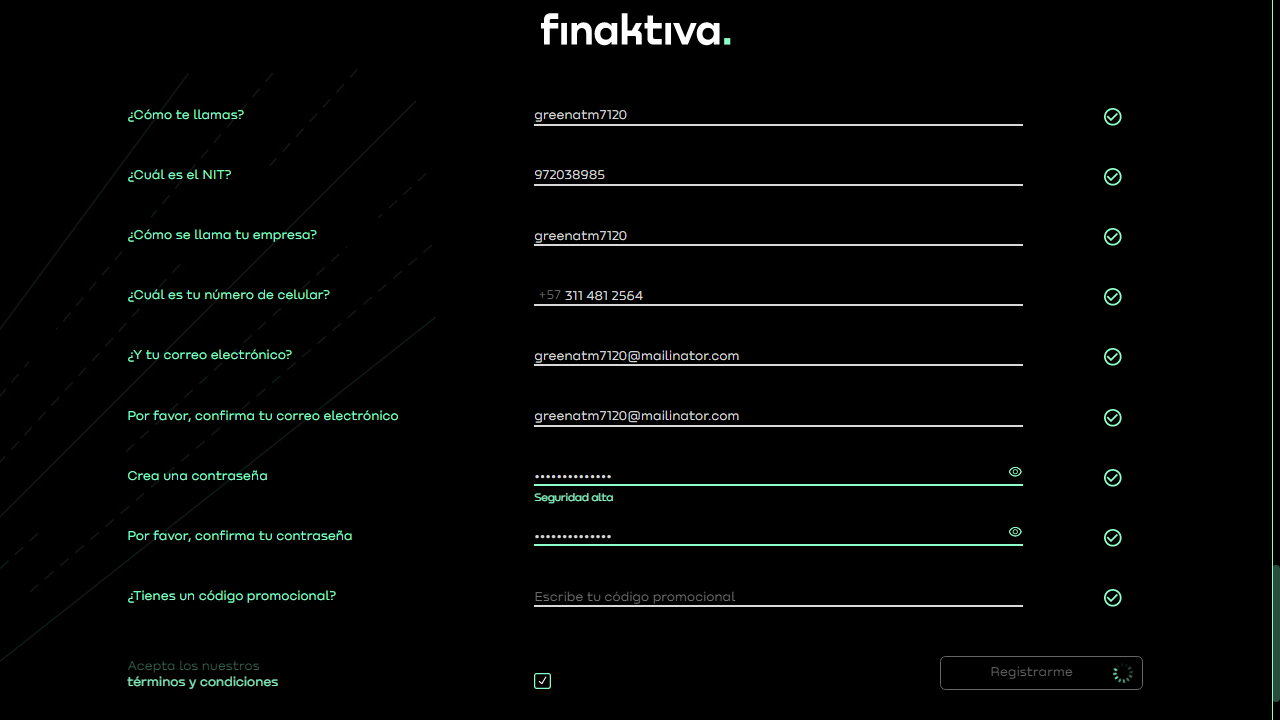 finaktiva.
¿Cómo te llamas? greenatm7120
¿Cuál es el NIT? 972038985
¿Cómo se llama tu empresa? greenatm7120
¿Cuál es tu número de celular? +57 311 481 2564
¿Y tu correo electrónico? greenatm7120@mailinator.com
Por favor, confirma tu correo electrónico greenatm7120@mailinator.com
Crea una contraseña ••••••••••••••
Seguridad alta
Por favor, confirma tu contraseña ••••••••••••••
¿Tienes un código promocional? Escribe tu código promocional
Acepta los nuestros
términos y condiciones
Registrarme